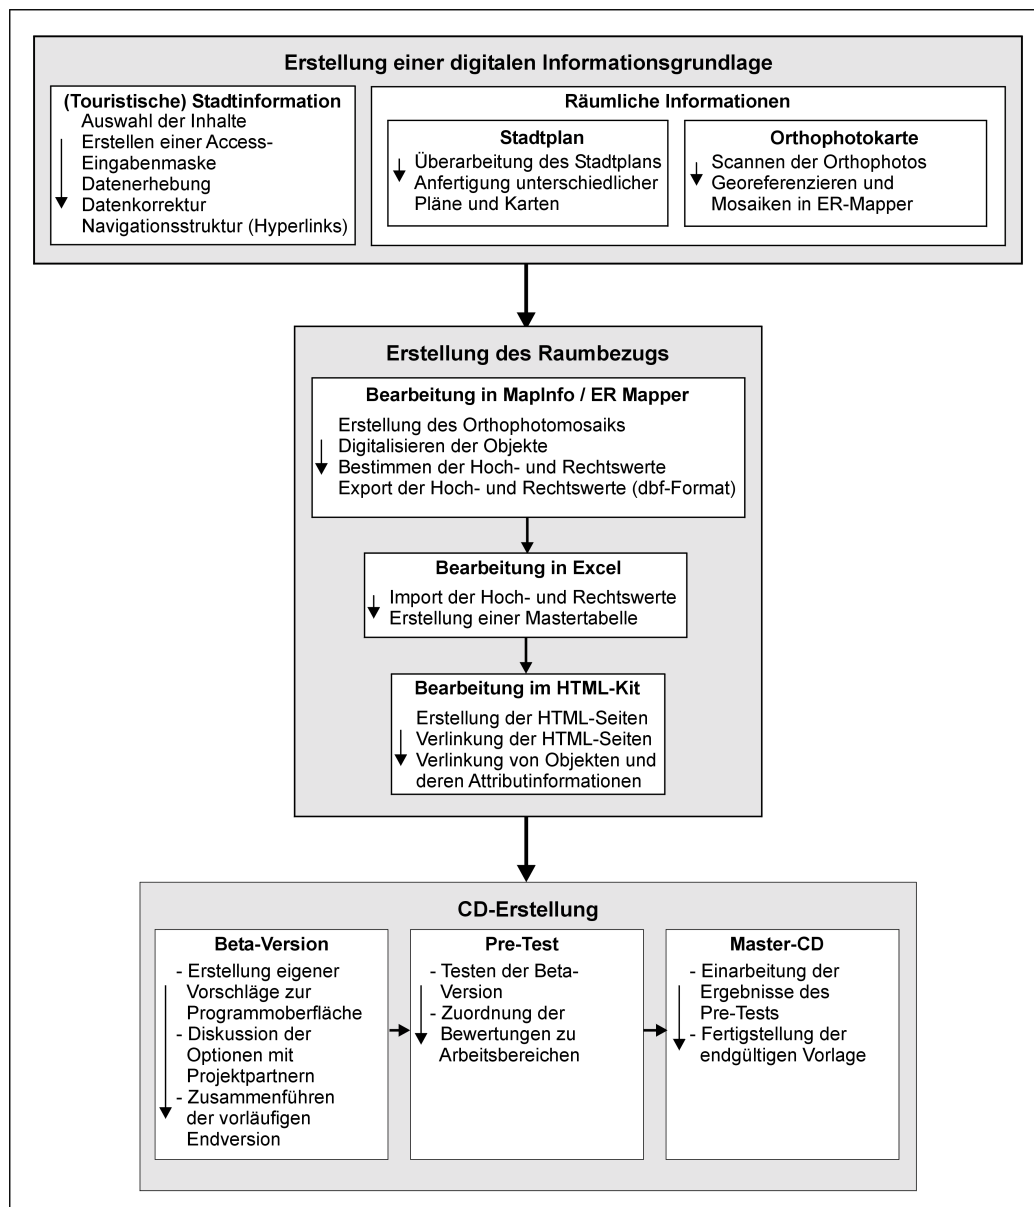 Erstellung einer digitalen Informationsgrundlage
(Touristische) Stadtinformation
Auswahl der Inhalte
Erstellen einer Access-
Eingabenmaske
Datenerhebung
Datenkorrektur
Navigationsstruktur (Hyperlinks)
Räumliche Informationen
Stadtplan
Überarbeitung des Stadtplans
Anfertigung unterschiedlicher
Pläne und Karten
Orthophotokarte
Scannen der Orthophotos
Georeferenzieren und
Mosaiken in ER-Mapper
Erstellung des Raumbezugs
Bearbeitung in MapInfo / ER Mapper
Erstellung des Orthophotomosaiks
Digitalisieren der Objekte
Bestimmen der Hoch- und Rechtswerte
Export der Hoch- und Rechtswerte (dbf-Format)
Bearbeitung in Excel
Import der Hoch- und Rechtswerte
Erstellung einer Mastertabelle
Bearbeitung im HTML-Kit
Erstellung der HTML-Seiten
Verlinkung der HTML-Seiten
Verlinkung von Objekten und
deren Attributinformationen
CD-Erstellung
Beta-Version
- Erstellung eigener
Vorschläge zur
Programmoberfläche
- Diskussion der
Optionen mit
Projektpartnern
- Zusammenführen
der vorläufigen
Endversion
Pre-Test
- Testen der Beta-
Version
- Zuordnung der
Bewertungen zu
Arbeitsbereichen
Master-CD
- Einarbeitung der
Ergebnisse des
Pre-Tests
- Fertigstellung der
endgültigen Vorlage